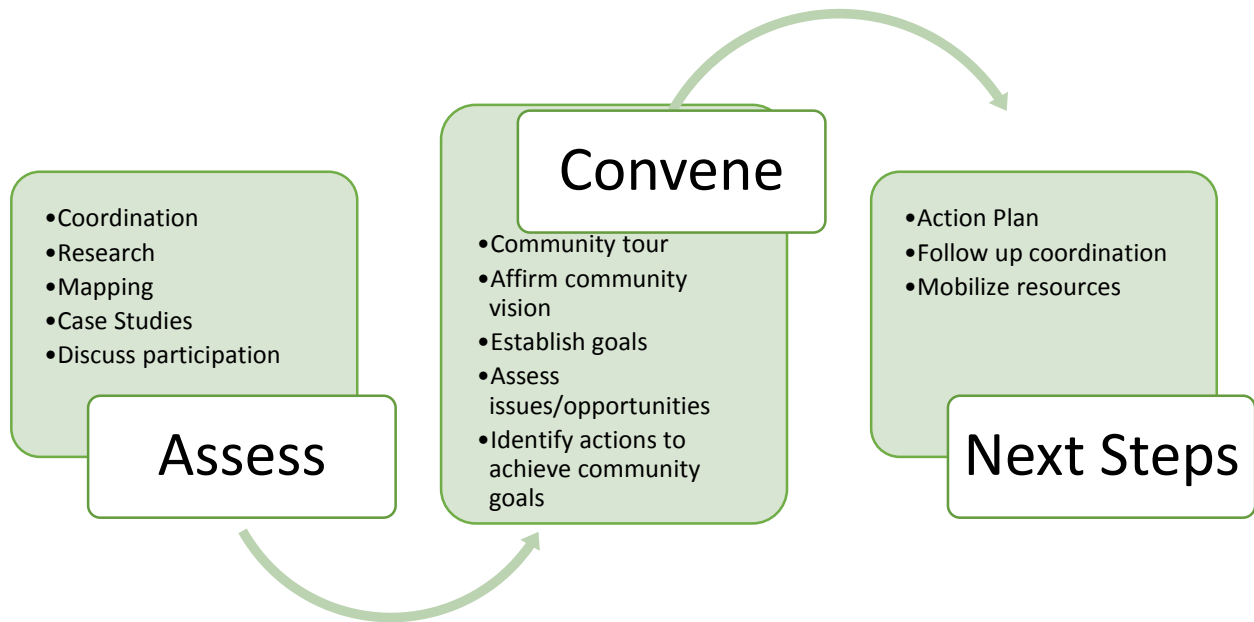 •Coordination
•Research
•Mapping
•Case Studies
•Discuss participation
Assess
Convene
•Community tour
•Affirm community
vision
•Establish goals
•Assess
issues/opportunities
•Identify actions to
achieve community
goals
•Action Plan
•Follow up coordination
•Mobilize resources
Next Steps